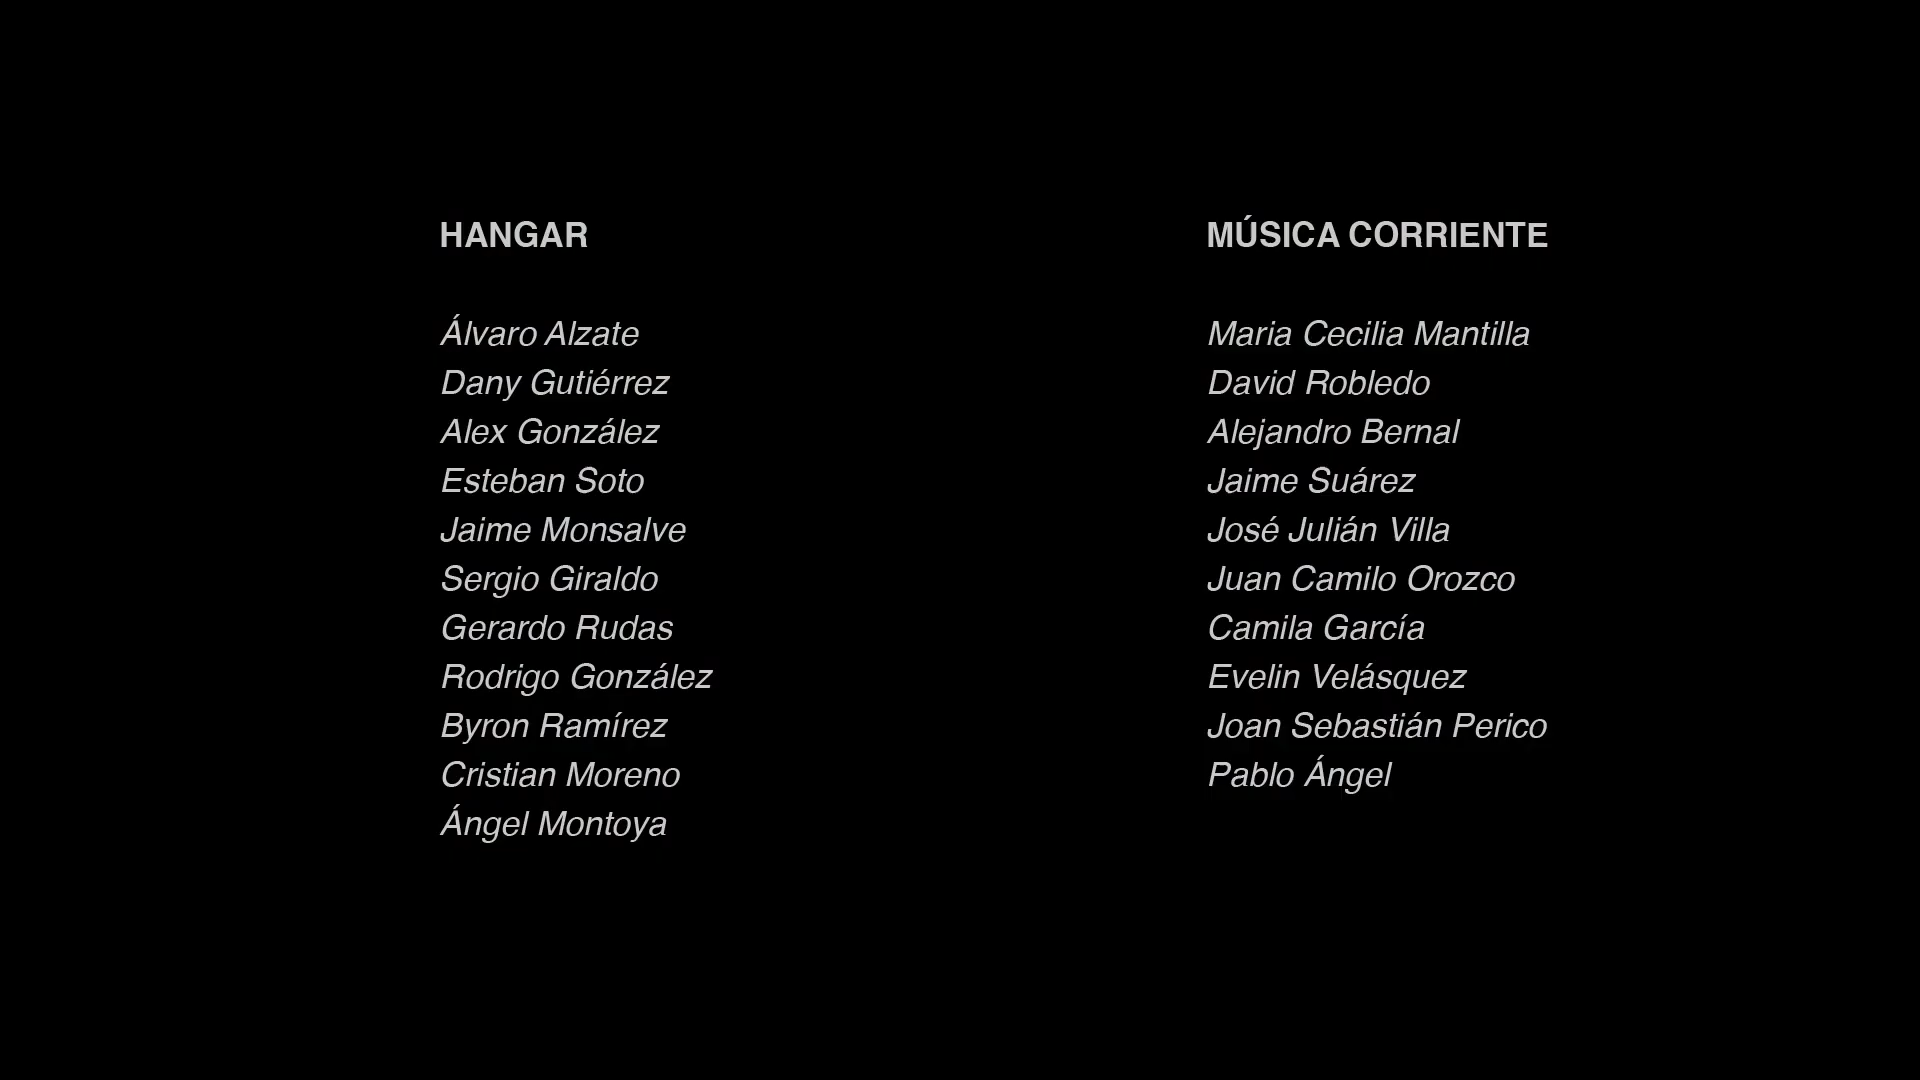 HANGAR
Álvaro Alzate
Dany Gutiérrez
Alex González
Esteban Soto
Jaime Monsalve
Sergio Giraldo
Gerardo Rudas
Rodrigo González
Byron Ramírez
Cristian Moreno
Ángel Montoya
MÚSICA CORRIENTE
Maria Cecilia Mantilla
David Robledo
Alejandro Bernal
Jaime Suárez
José Julián Villa
Juan Camilo Orozco
Camila García
Evelin Velásquez
Joan Sebastián Perico
Pablo Ángel